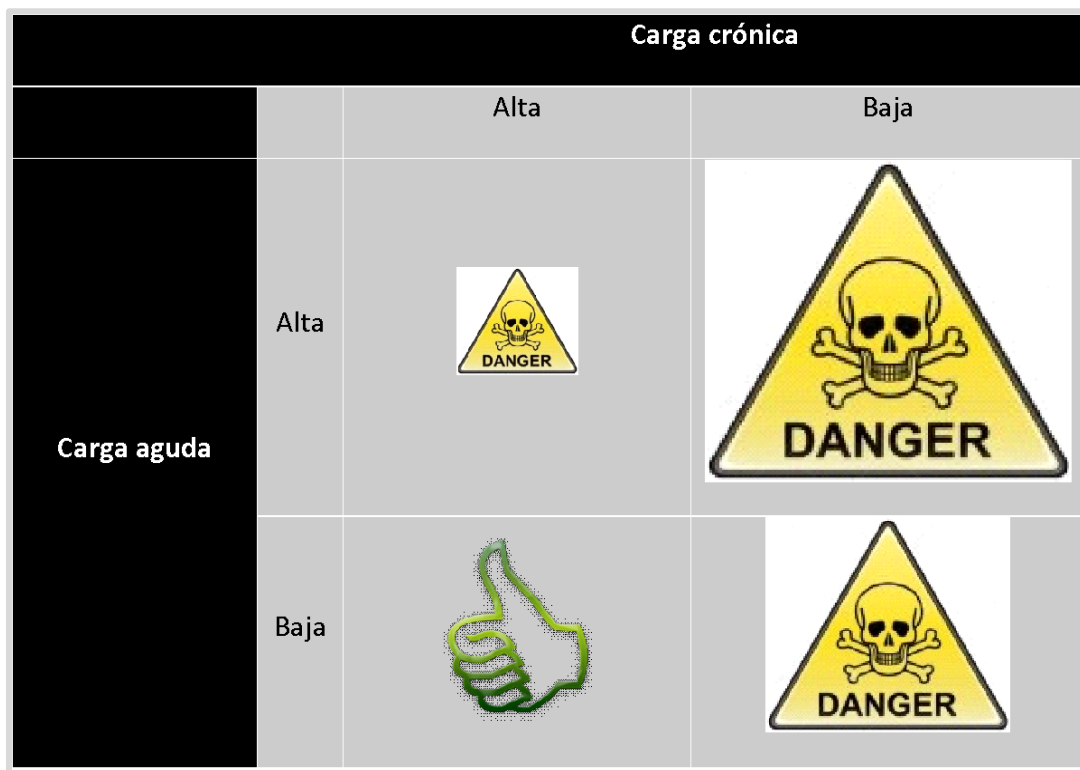 Carga crónica
Alta
Baja
Alta
DANGER
DANGER
Carga aguda
Baja
DANGER